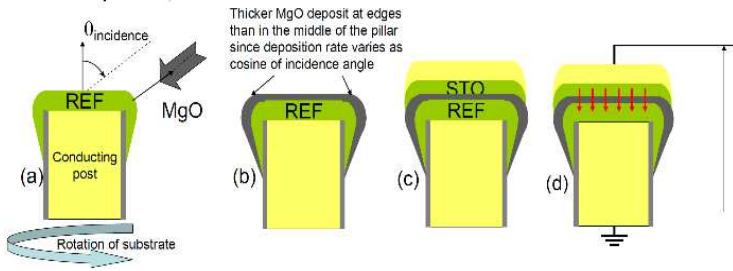 θincidence
REF
MgO
Conducting
post
(a)
Rotation of substrate
Thicker MgO deposit at edges
than in the middle of the pillar
since deposition rate varies as
cosine of incidence angle
REF
(b)
STO
REF
(c)
(d)